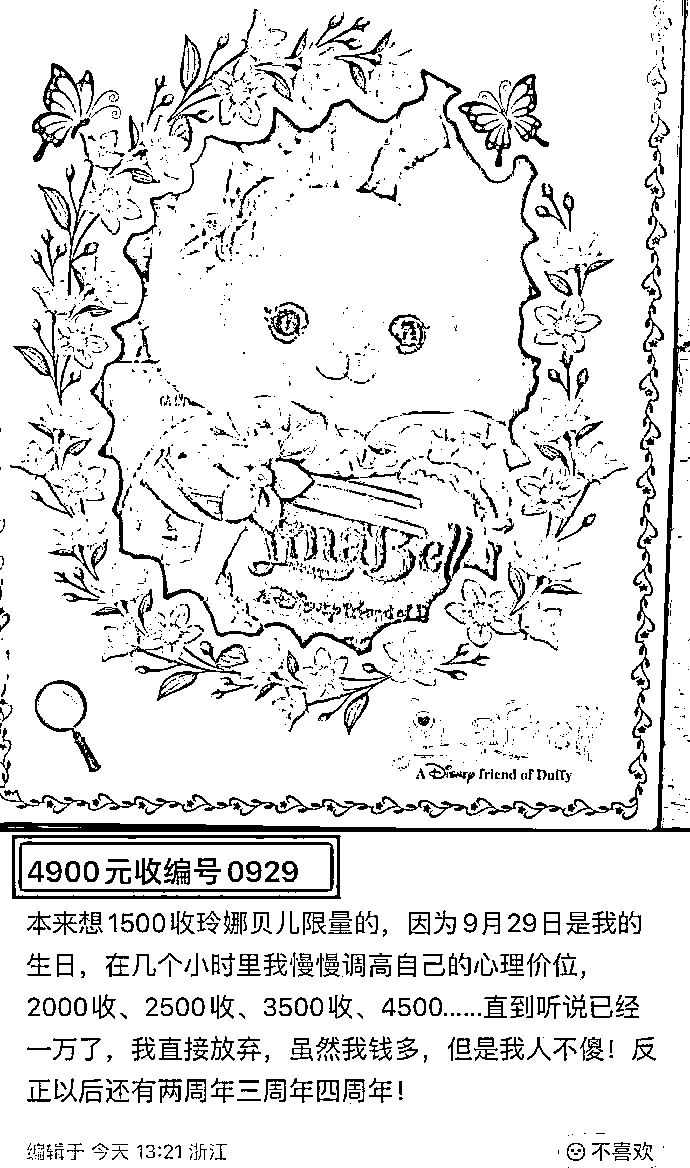 LinaBell
A Disney friend of Duffy
4900元收编号0929
本来想1500收玲娜贝儿限量的，因为9月29日是我的
生日，在几个小时里我慢慢调高自己的心理价位，
2000收、2500收、3500收、4500……直到听说已经
一万了，我直接放弃，虽然我钱多，但是我人不傻！反
正以后还有两周年三周年四周年！
编辑于 今天 13:21 浙江
不喜欢